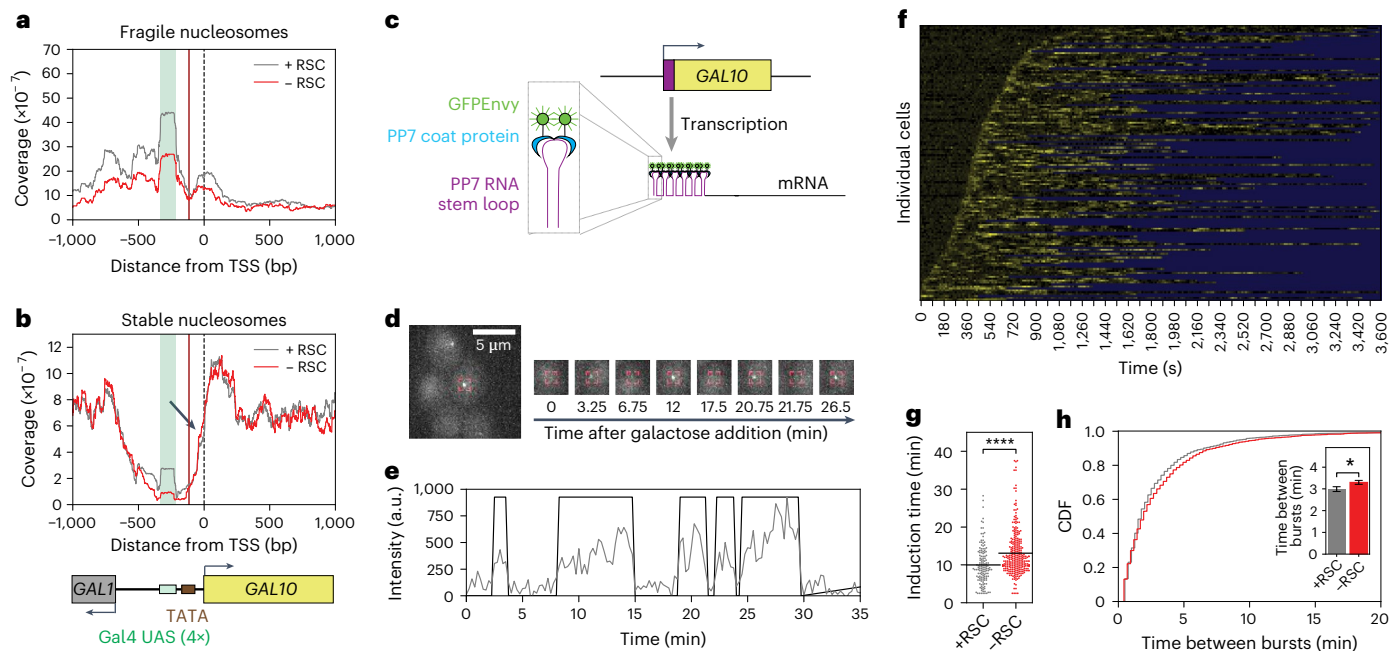 a
Fragile nucleosomes
+ RSC
− RSC
Coverage (×10⁻⁷)
70
60
50
40
30
20
10
0
−1,000 −500 0 500 1,000
Distance from TSS (bp)
b
Stable nucleosomes
+ RSC
− RSC
Coverage (×10⁻⁷)
12
10
8
6
4
2
0
−1,000 −500 0 500 1,000
Distance from TSS (bp)
GAL1
GAL10
TATA
Gal4 UAS (4×)
c
GAL10
GFPEnvy
PP7 coat protein
Transcription
PP7 RNA
stem loop
mRNA
d
5 µm
0 3.25 6.75 12 17.5 20.75 21.75 26.5
Time after galactose addition (min)
e
Intensity (a.u.)
1,000
750
500
250
0
0 5 10 15 20 25 30 35
Time (min)
f
Individual cells
0 180 360 540 720 900 1,080 1,260 1,440 1,620 1,800 1,980 2,160 2,340 2,520 2,700 2,880 3,060 3,240 3,420 3,600
Time (s)
g
Induction time (min)
40
30
20
10
0
****
+RSC −RSC
h
CDF
1.0
0.8
0.6
0.4
0.2
0
0 5 10 15 20
Time between bursts (min)
Time between
bursts (min)
4
3
2
1
0
*
+RSC −RSC